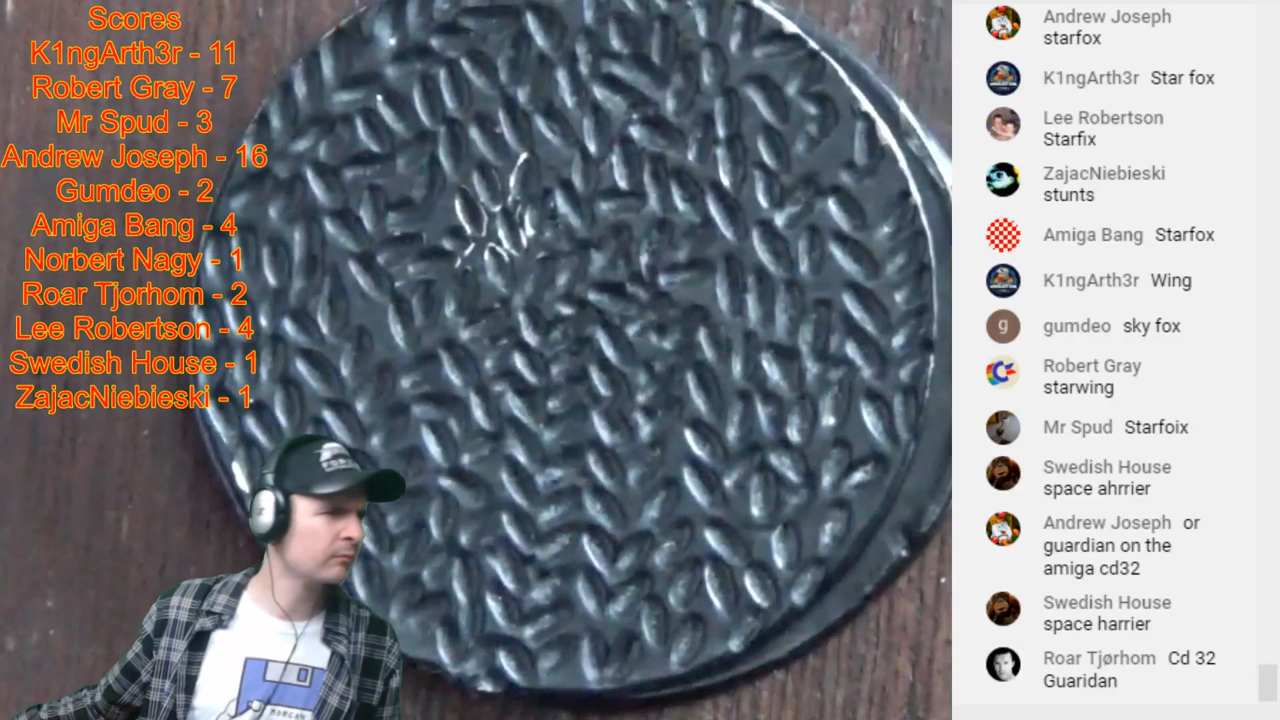 Scores
K1ngArth3r - 11
Robert Gray - 7
Mr Spud - 3
Andrew Joseph - 16
Gumdeo - 2
Amiga Bang - 4
Norbert Nagy - 1
Roar Tjorhom - 2
Lee Robertson - 4
Swedish House - 1
ZajacNiebieski - 1
Andrew Joseph
starfox
K1ngArth3r Star fox
Lee Robertson
Starfix
ZajacNiebieski
stunts
Amiga Bang Starfox
K1ngArth3r Wing
g
gumdeo sky fox
Robert Gray
starwing
Mr Spud Starfoix
Swedish House
space ahrrier
Andrew Joseph or
guardian on the
amiga cd32
Swedish House
space harrier
Roar Tjørhom Cd 32
Guaridan